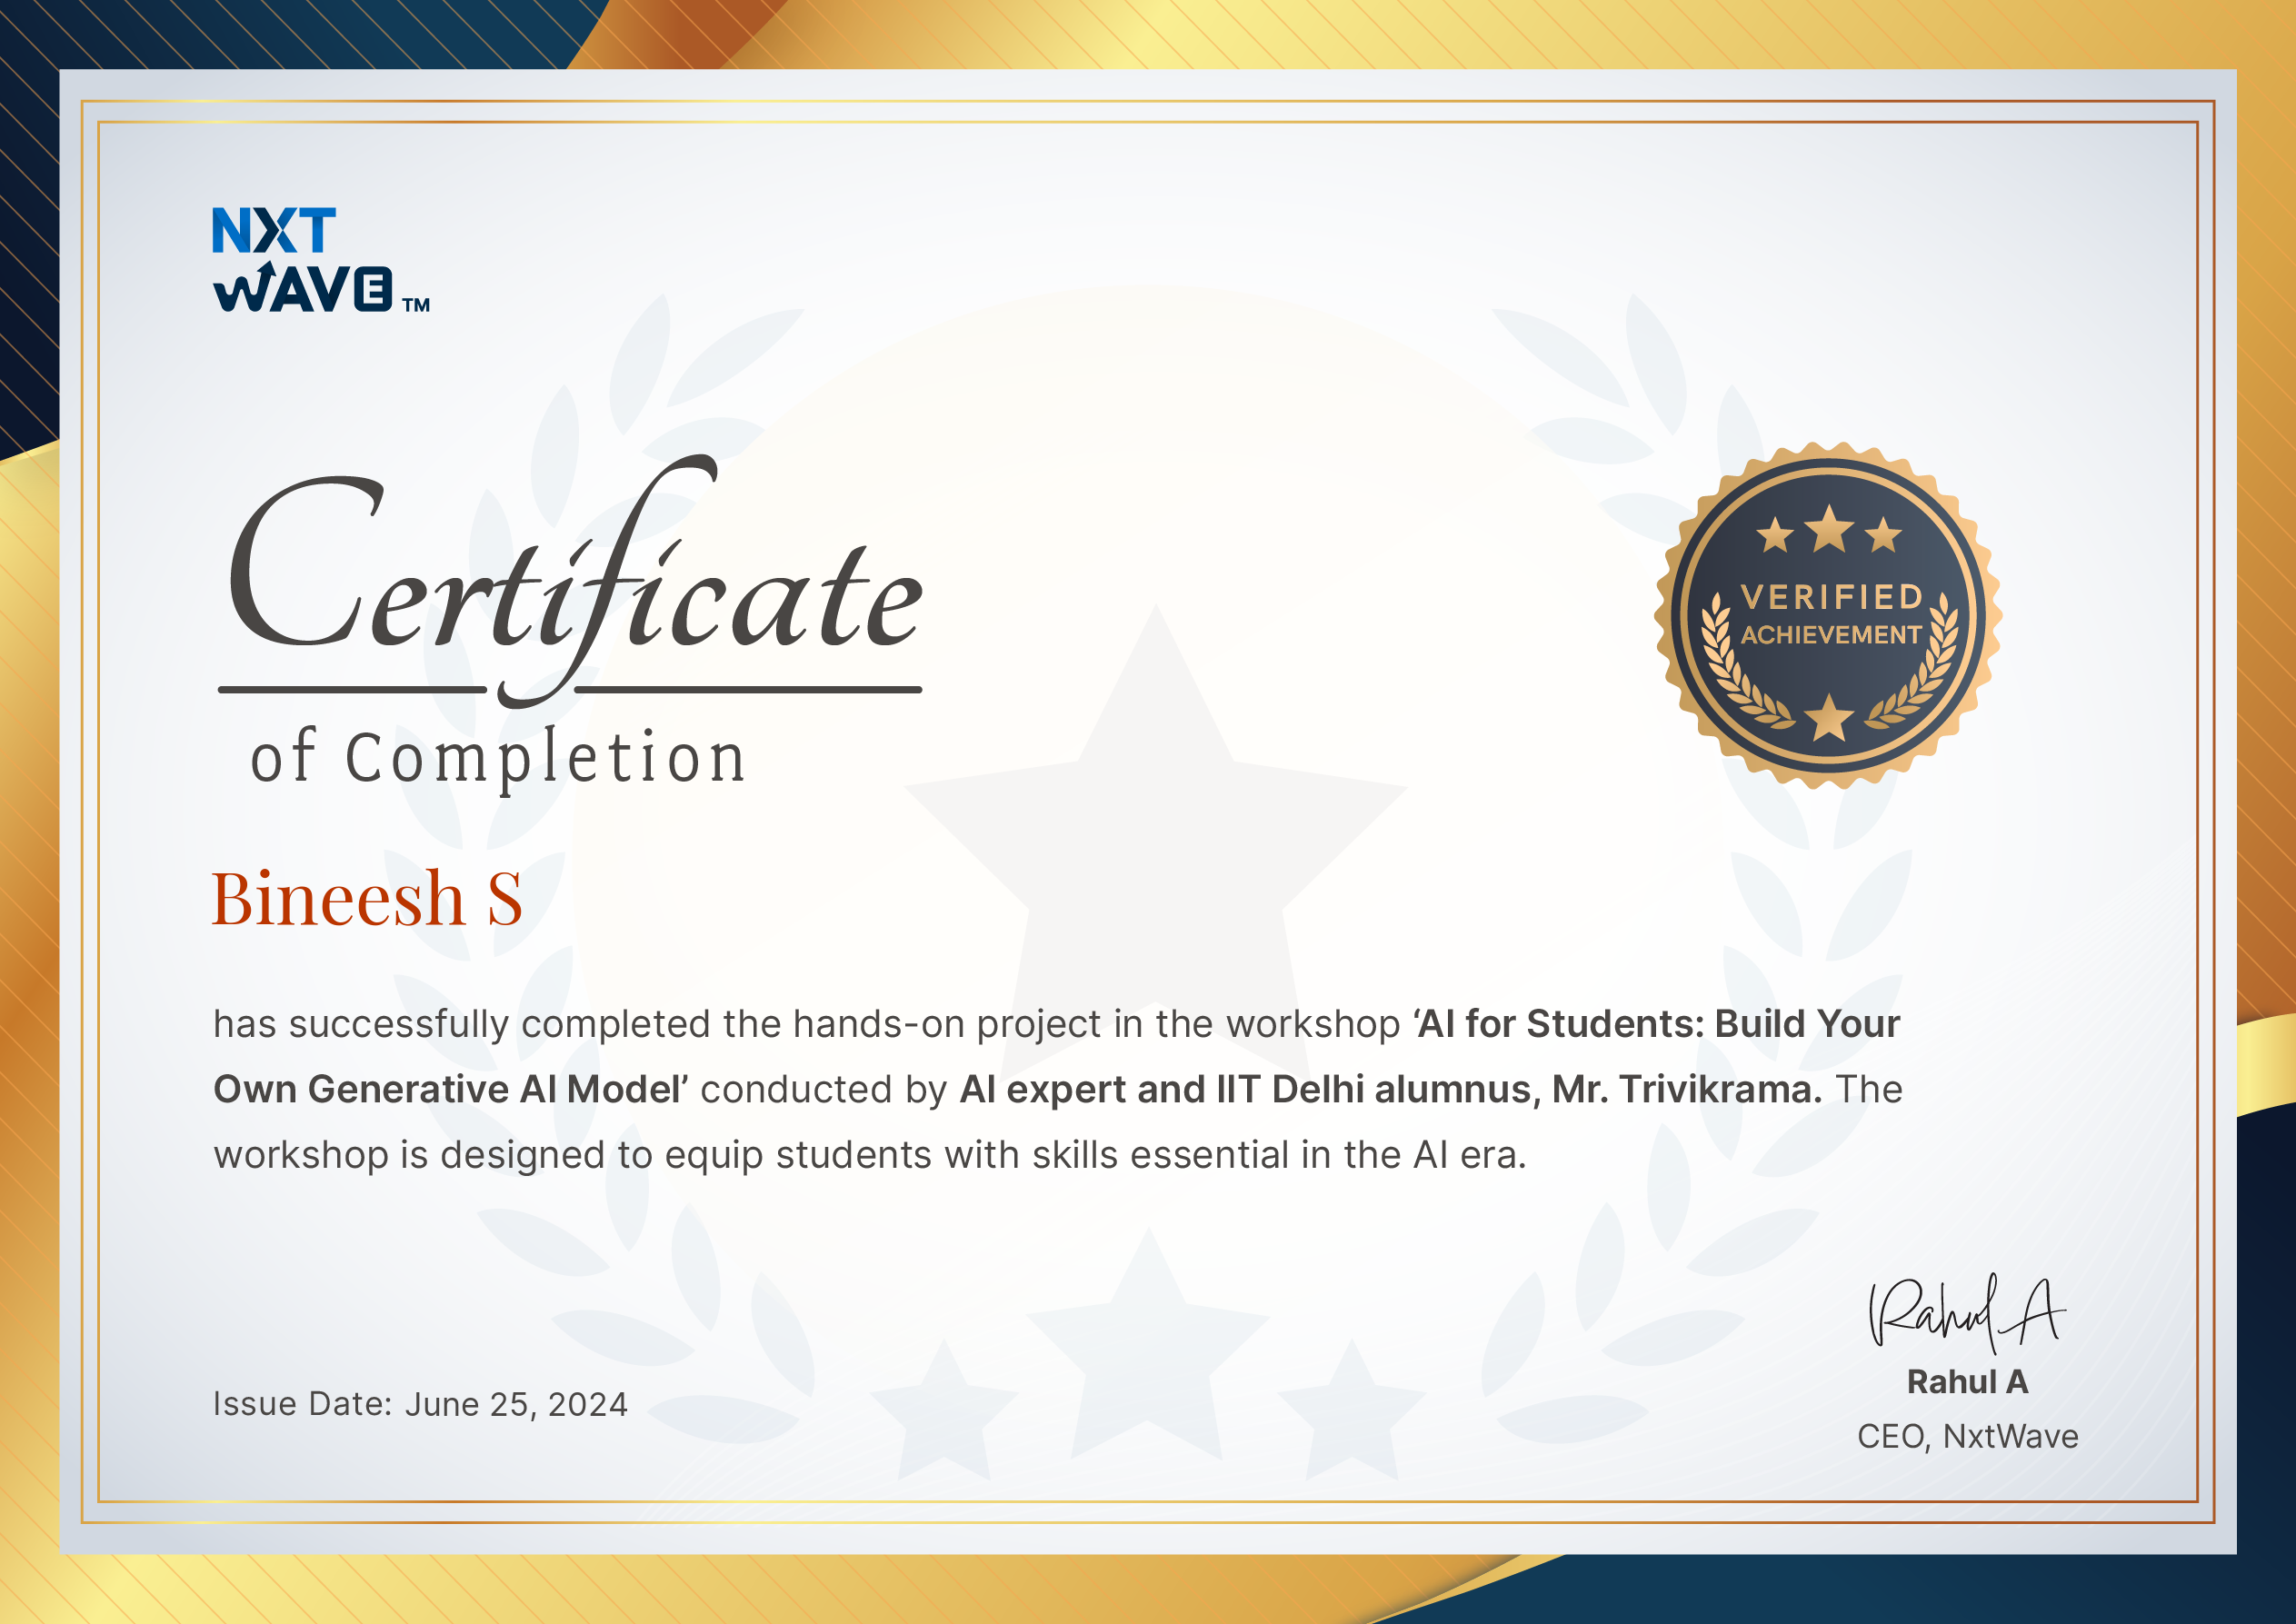 NXT
WAVE TM
Certificate
of Completion
VERIFIED
ACHIEVEMENT
Bineesh S
has successfully completed the hands-on project in the workshop ‘AI for Students: Build Your
Own Generative AI Model’ conducted by AI expert and IIT Delhi alumnus, Mr. Trivikrama. The
workshop is designed to equip students with skills essential in the AI era.
Issue Date: June 25, 2024
Rahul A
Rahul A
CEO, NxtWave